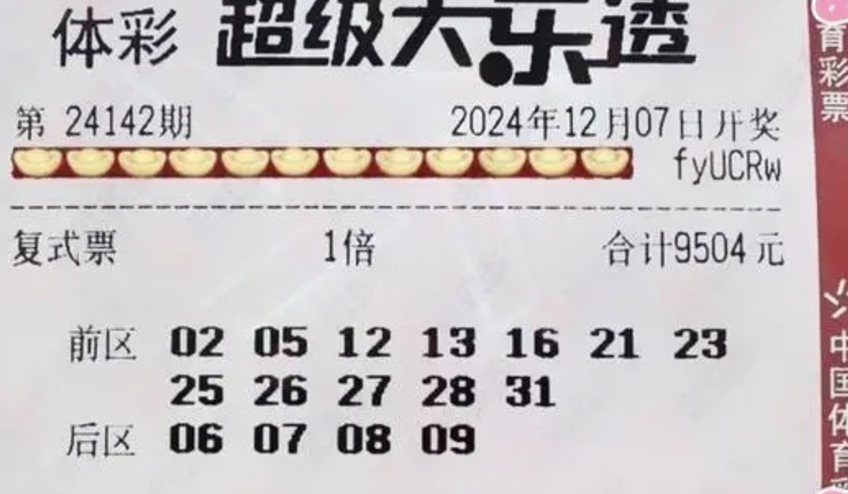 体彩 超级大乐透
第 24142期 2024年12月07日开奖
fyUCRw
复式票 1倍 合计9504元
前区 02 05 12 13 16 21 23
25 26 27 28 31
后区 06 07 08 09
育彩票
中国体育彩